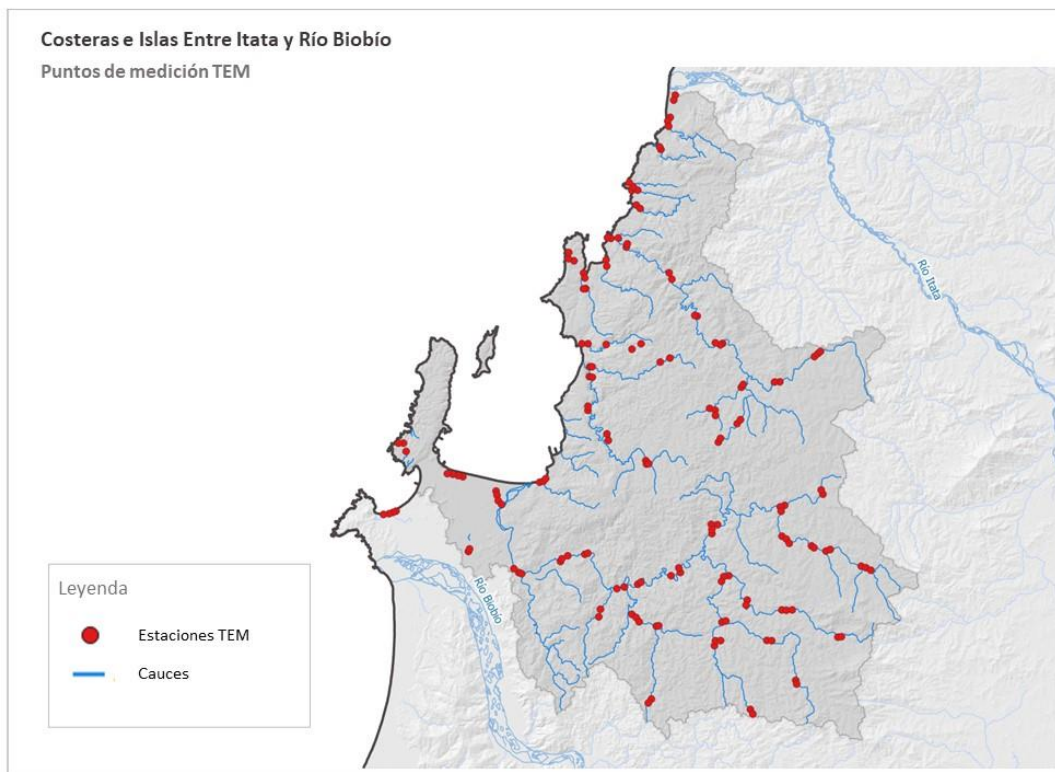 Costeras e Islas Entre Itata y Río Biobío
Puntos de medición TEM
Río Itata
Río Biobío
Leyenda
Estaciones TEM
Cauces